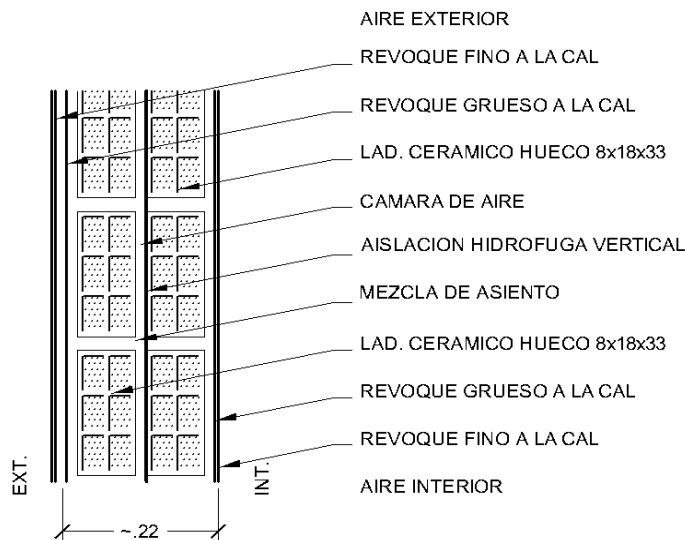 AIRE EXTERIOR
REVOQUE FINO A LA CAL
REVOQUE GRUESO A LA CAL
LAD. CERAMICO HUECO 8x18x33
CAMARA DE AIRE
AISLACION HIDROFUGA VERTICAL
MEZCLA DE ASIENTO
LAD. CERAMICO HUECO 8x18x33
REVOQUE GRUESO A LA CAL
REVOQUE FINO A LA CAL
AIRE INTERIOR
EXT.
INT.
~.22